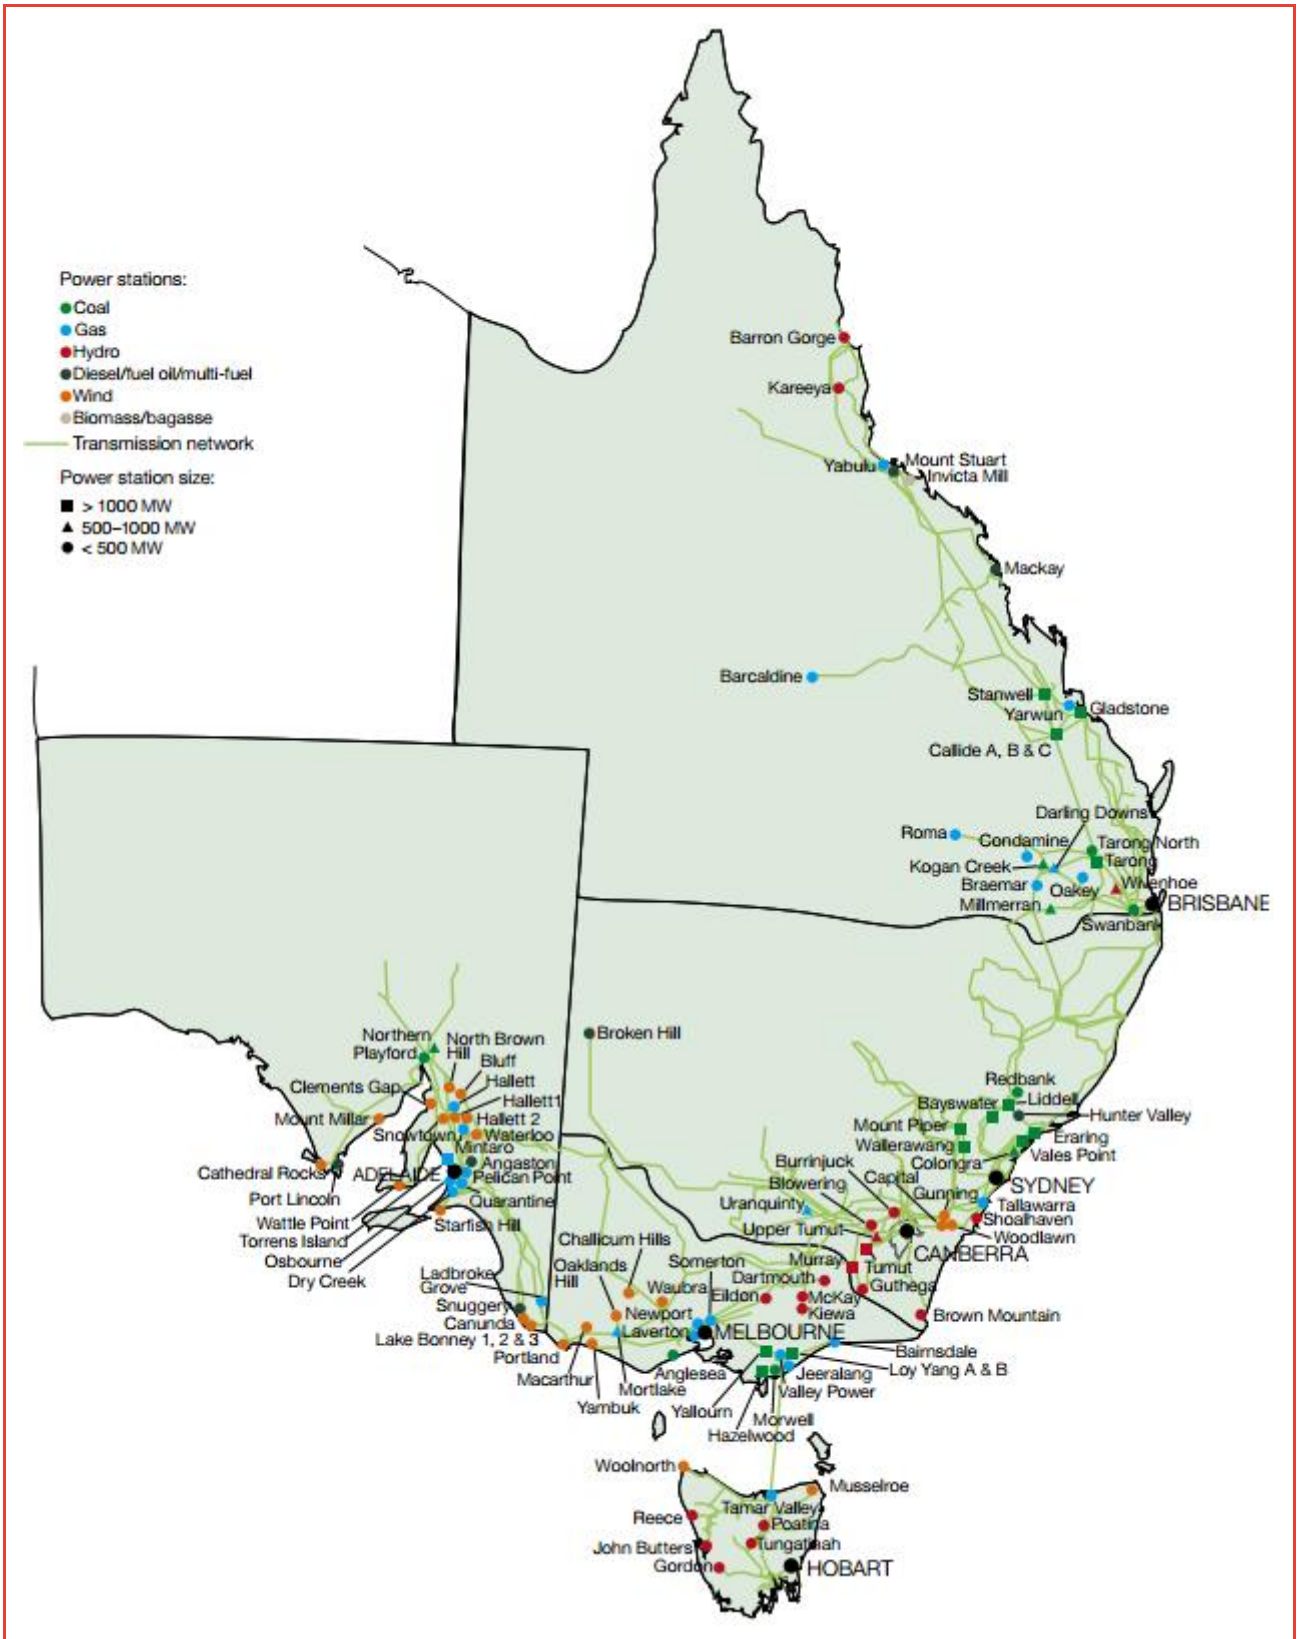 Power stations:
Coal
Gas
Hydro
Diesel/fuel oil/multi-fuel
Wind
Biomass/bagasse
Transmission network
Power station size:
> 1000 MW
500–1000 MW
< 500 MW
Barron Gorge
Kareeya
Yabulu
Mount Stuart
Invicta Mill
Mackay
Barcaldine
Stanwell
Yarwun
Gladstone
Callide A, B & C
Darling Downs
Roma
Condamine
Tarong North
Kogan Creek
Tarong
Braemar
Oakey
Wivenhoe
Millmerran
BRISBANE
Swanbank
Broken Hill
Northern
Playford
North Brown
Hill
Bluff
Clements Gap
Hallett
Hallett1
Mount Millar
Hallett 2
Snowtown
Waterloo
Mintaro
Cathedral Rocks
ADELAIDE
Angaston
Pelican Point
Port Lincoln
Quarantine
Wattle Point
Starfish Hill
Torrens Island
Osbourne
Dry Creek
Redbank
Bayswater
Liddell
Hunter Valley
Mount Piper
Wallerawang
Eraring
Vales Point
Colongra
Burrinjuck
Capital
SYDNEY
Blowering
Gunning
Uranquinty
Tallawarra
Upper Tumut
Shoalhaven
Woodlawn
CANBERRA
Murray
Tumut
Guthega
Challicum Hills
Oaklands
Hill
Somerton
Dartmouth
Ladbroke
Grove
Waubra
Eildon
McKay
Kiewa
Snuggery
Newport
Brown Mountain
Canunda
Laverton
MELBOURNE
Lake Bonney 1, 2 & 3
Portland
Bairnsdale
Loy Yang A & B
Macarthur
Anglesea
Jeeralang
Mortlake
Valley Power
Yambuk
Yallourn
Morwell
Hazelwood
Woolnorth
Musselroe
Tamar Valley
Reece
Poatina
John Butters
Tungatinah
Gordon
HOBART